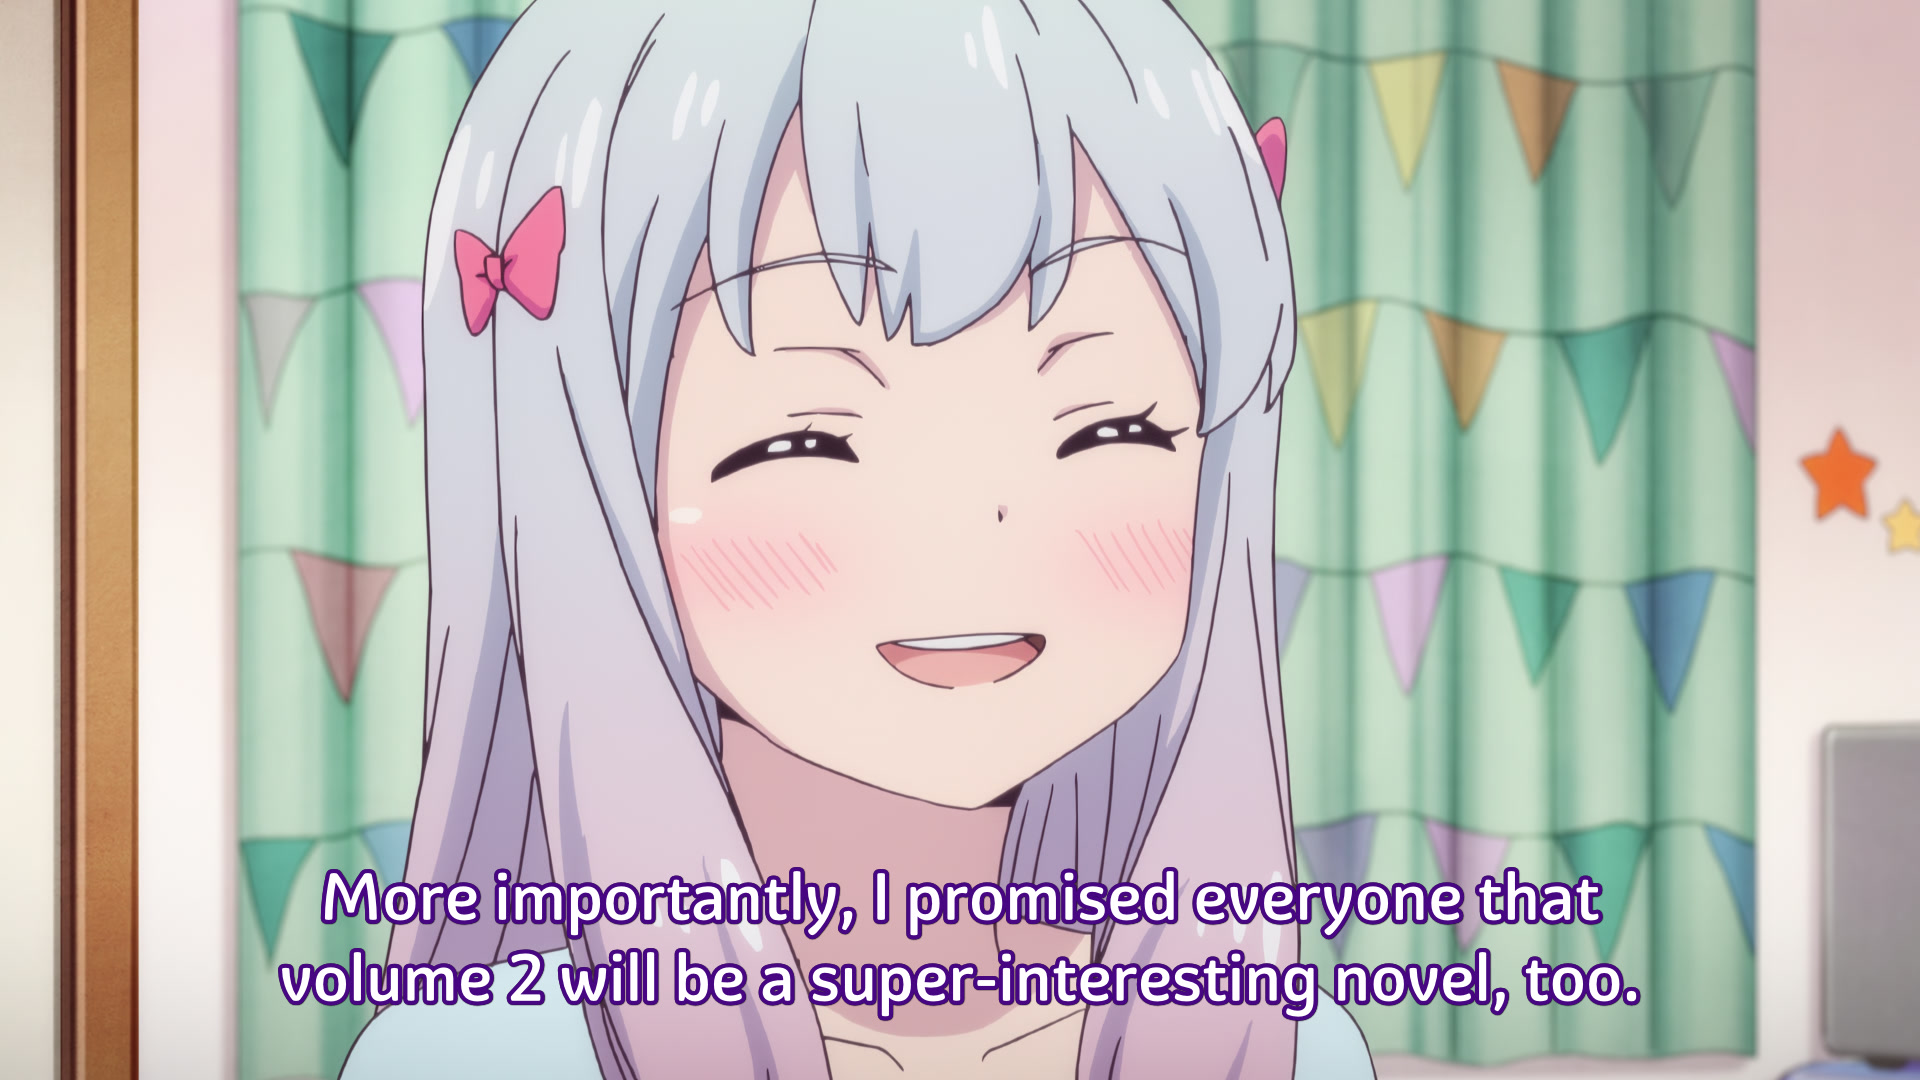 More importantly, I promised everyone that
volume 2 will be a super-interesting novel, too.